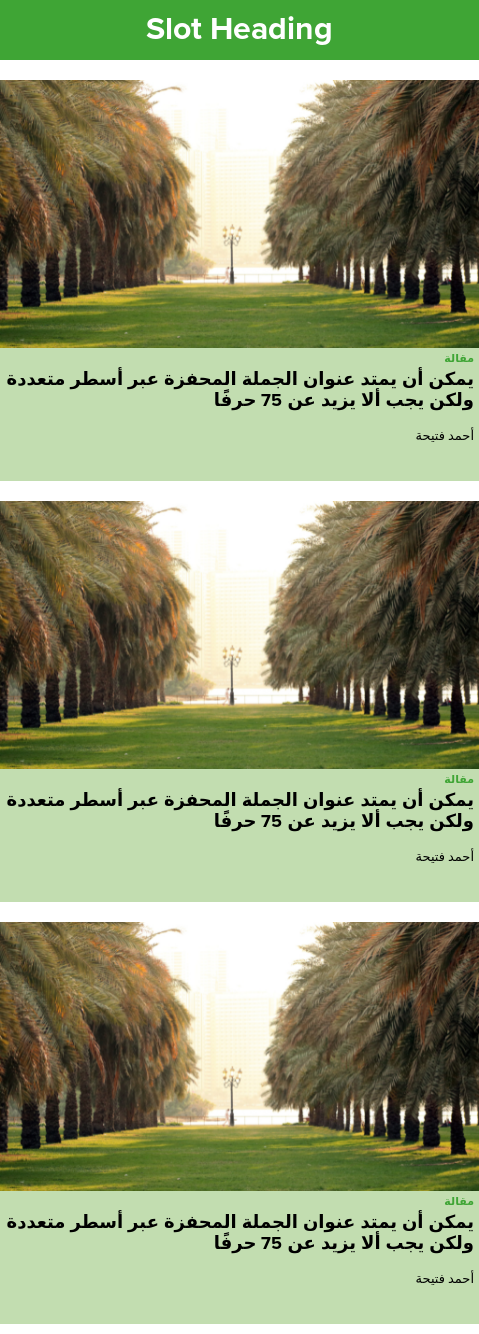 Slot Heading
مقالة
يمكن أن يمتد عنوان الجملة المحفزة عبر أسطر متعددة
ولكن يجب ألا يزيد عن 75 حرفًا
أحمد فتيحة
مقالة
يمكن أن يمتد عنوان الجملة المحفزة عبر أسطر متعددة
ولكن يجب ألا يزيد عن 75 حرفًا
أحمد فتيحة
مقالة
يمكن أن يمتد عنوان الجملة المحفزة عبر أسطر متعددة
ولكن يجب ألا يزيد عن 75 حرفًا
أحمد فتيحة